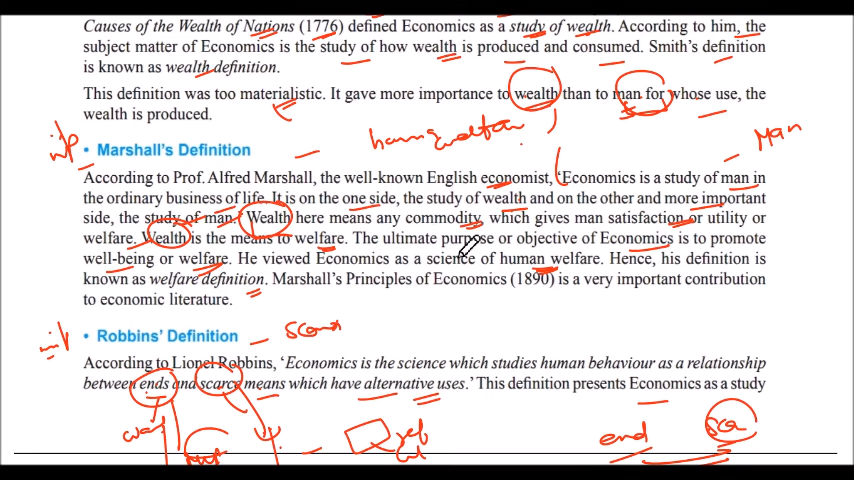 Causes of the Wealth of Nations (1776) defined Economics as a study of wealth. According to him, the
subject matter of Economics is the study of how wealth is produced and consumed. Smith's definition
is known as wealth definition.
This definition was too materialistic. It gave more importance to wealth than to man for whose use, the
wealth is produced.
Man
• Marshall's Definition
According to Prof. Alfred Marshall, the well-known English economist, 'Economics is a study of man in
the ordinary business of life. It is on the one side, the study of wealth and on the other and more important
side, the study of man.' Wealth here means any commodity, which gives man satisfaction or utility or
welfare. Wealth is the means to welfare. The ultimate purpose or objective of Economics is to promote
well-being or welfare. He viewed Economics as a science of human welfare. Hence, his definition is
known as welfare definition. Marshall's Principles of Economics (1890) is a very important contribution
to economic literature.
• Robbins' Definition
According to Lionel Robbins, 'Economics is the science which studies human behaviour as a relationship
between ends and scarce means which have alternative uses.' This definition presents Economics as a study
end